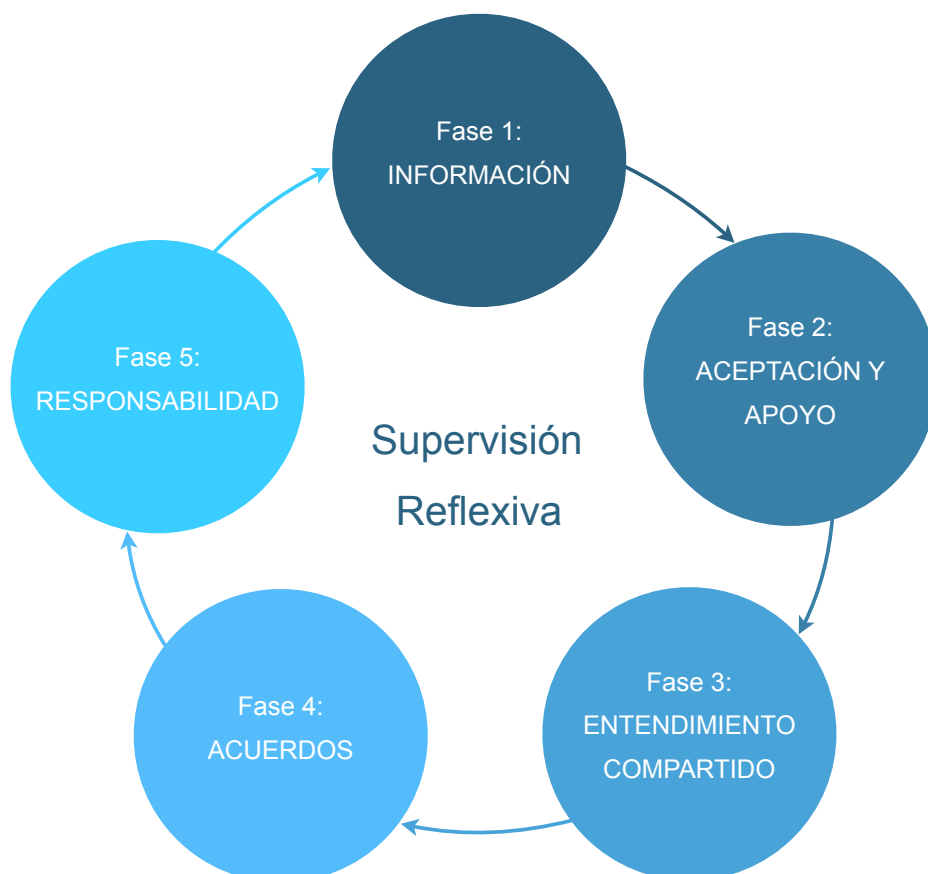 Fase 1:
INFORMACIÓN
Fase 2:
ACEPTACIÓN Y
APOYO
Fase 3:
ENTENDIMIENTO
COMPARTIDO
Fase 4:
ACUERDOS
Fase 5:
RESPONSABILIDAD
Supervisión
Reflexiva